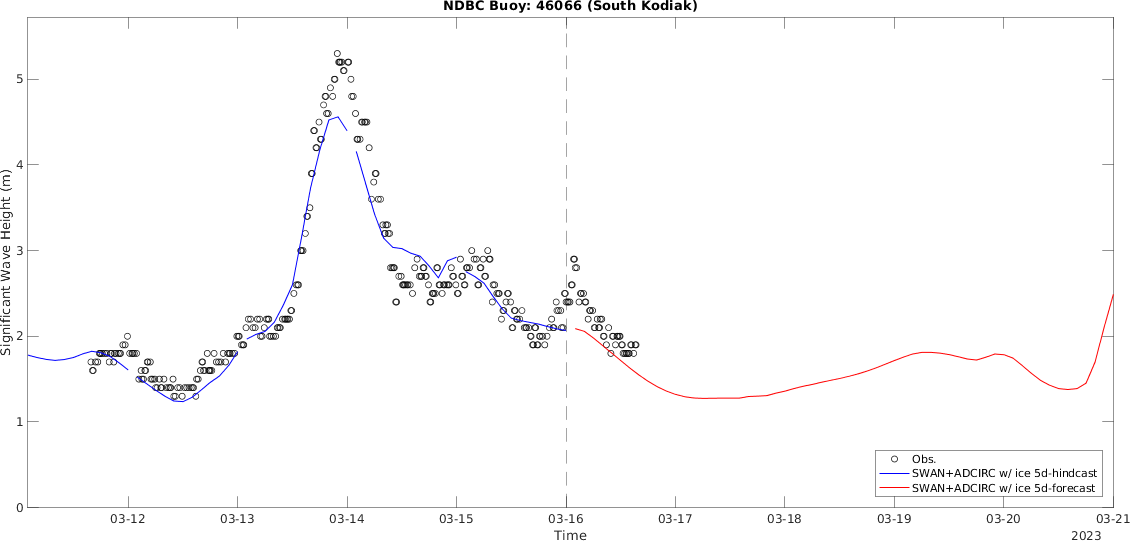 NDBC Buoy: 46066 (South Kodiak)
Significant Wave Height (m)
5
4
3
2
1
0
Obs.
SWAN+ADCIRC w/ ice 5d-hindcast
SWAN+ADCIRC w/ ice 5d-forecast
03-12 03-13 03-14 03-15 03-16 03-17 03-18 03-19 03-20 03-21
Time
2023